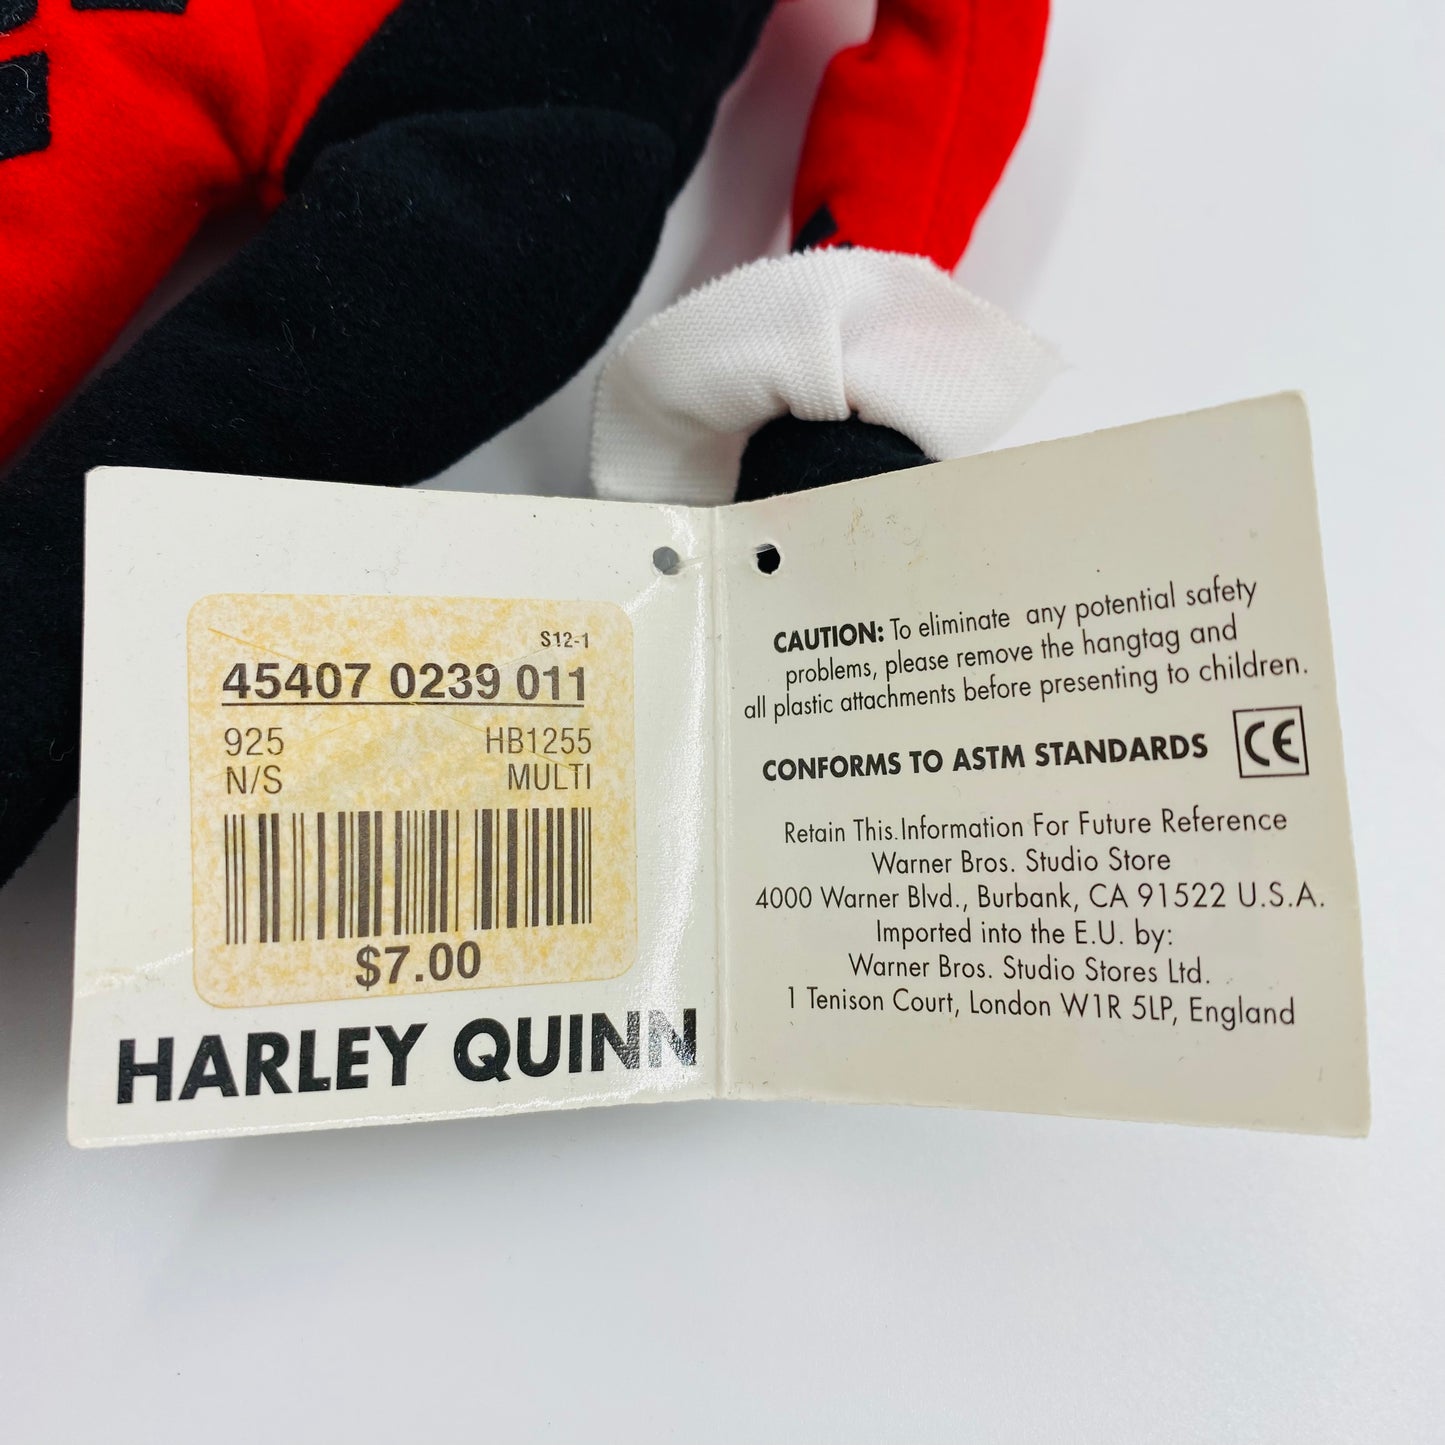 S12-1
45407 0239 011
925 HB1255
N/S MULTI
$7.00
HARLEY QUINN
CAUTION: To eliminate any potential safety
problems, please remove the hangtag and
all plastic attachments before presenting to children.
CONFORMS TO ASTM STANDARDS CE
Retain This Information For Future Reference
Warner Bros. Studio Store
4000 Warner Blvd., Burbank, CA 91522 U.S.A.
Imported into the E.U. by:
Warner Bros. Studio Stores Ltd.
1 Tenison Court, London W1R 5LP, England